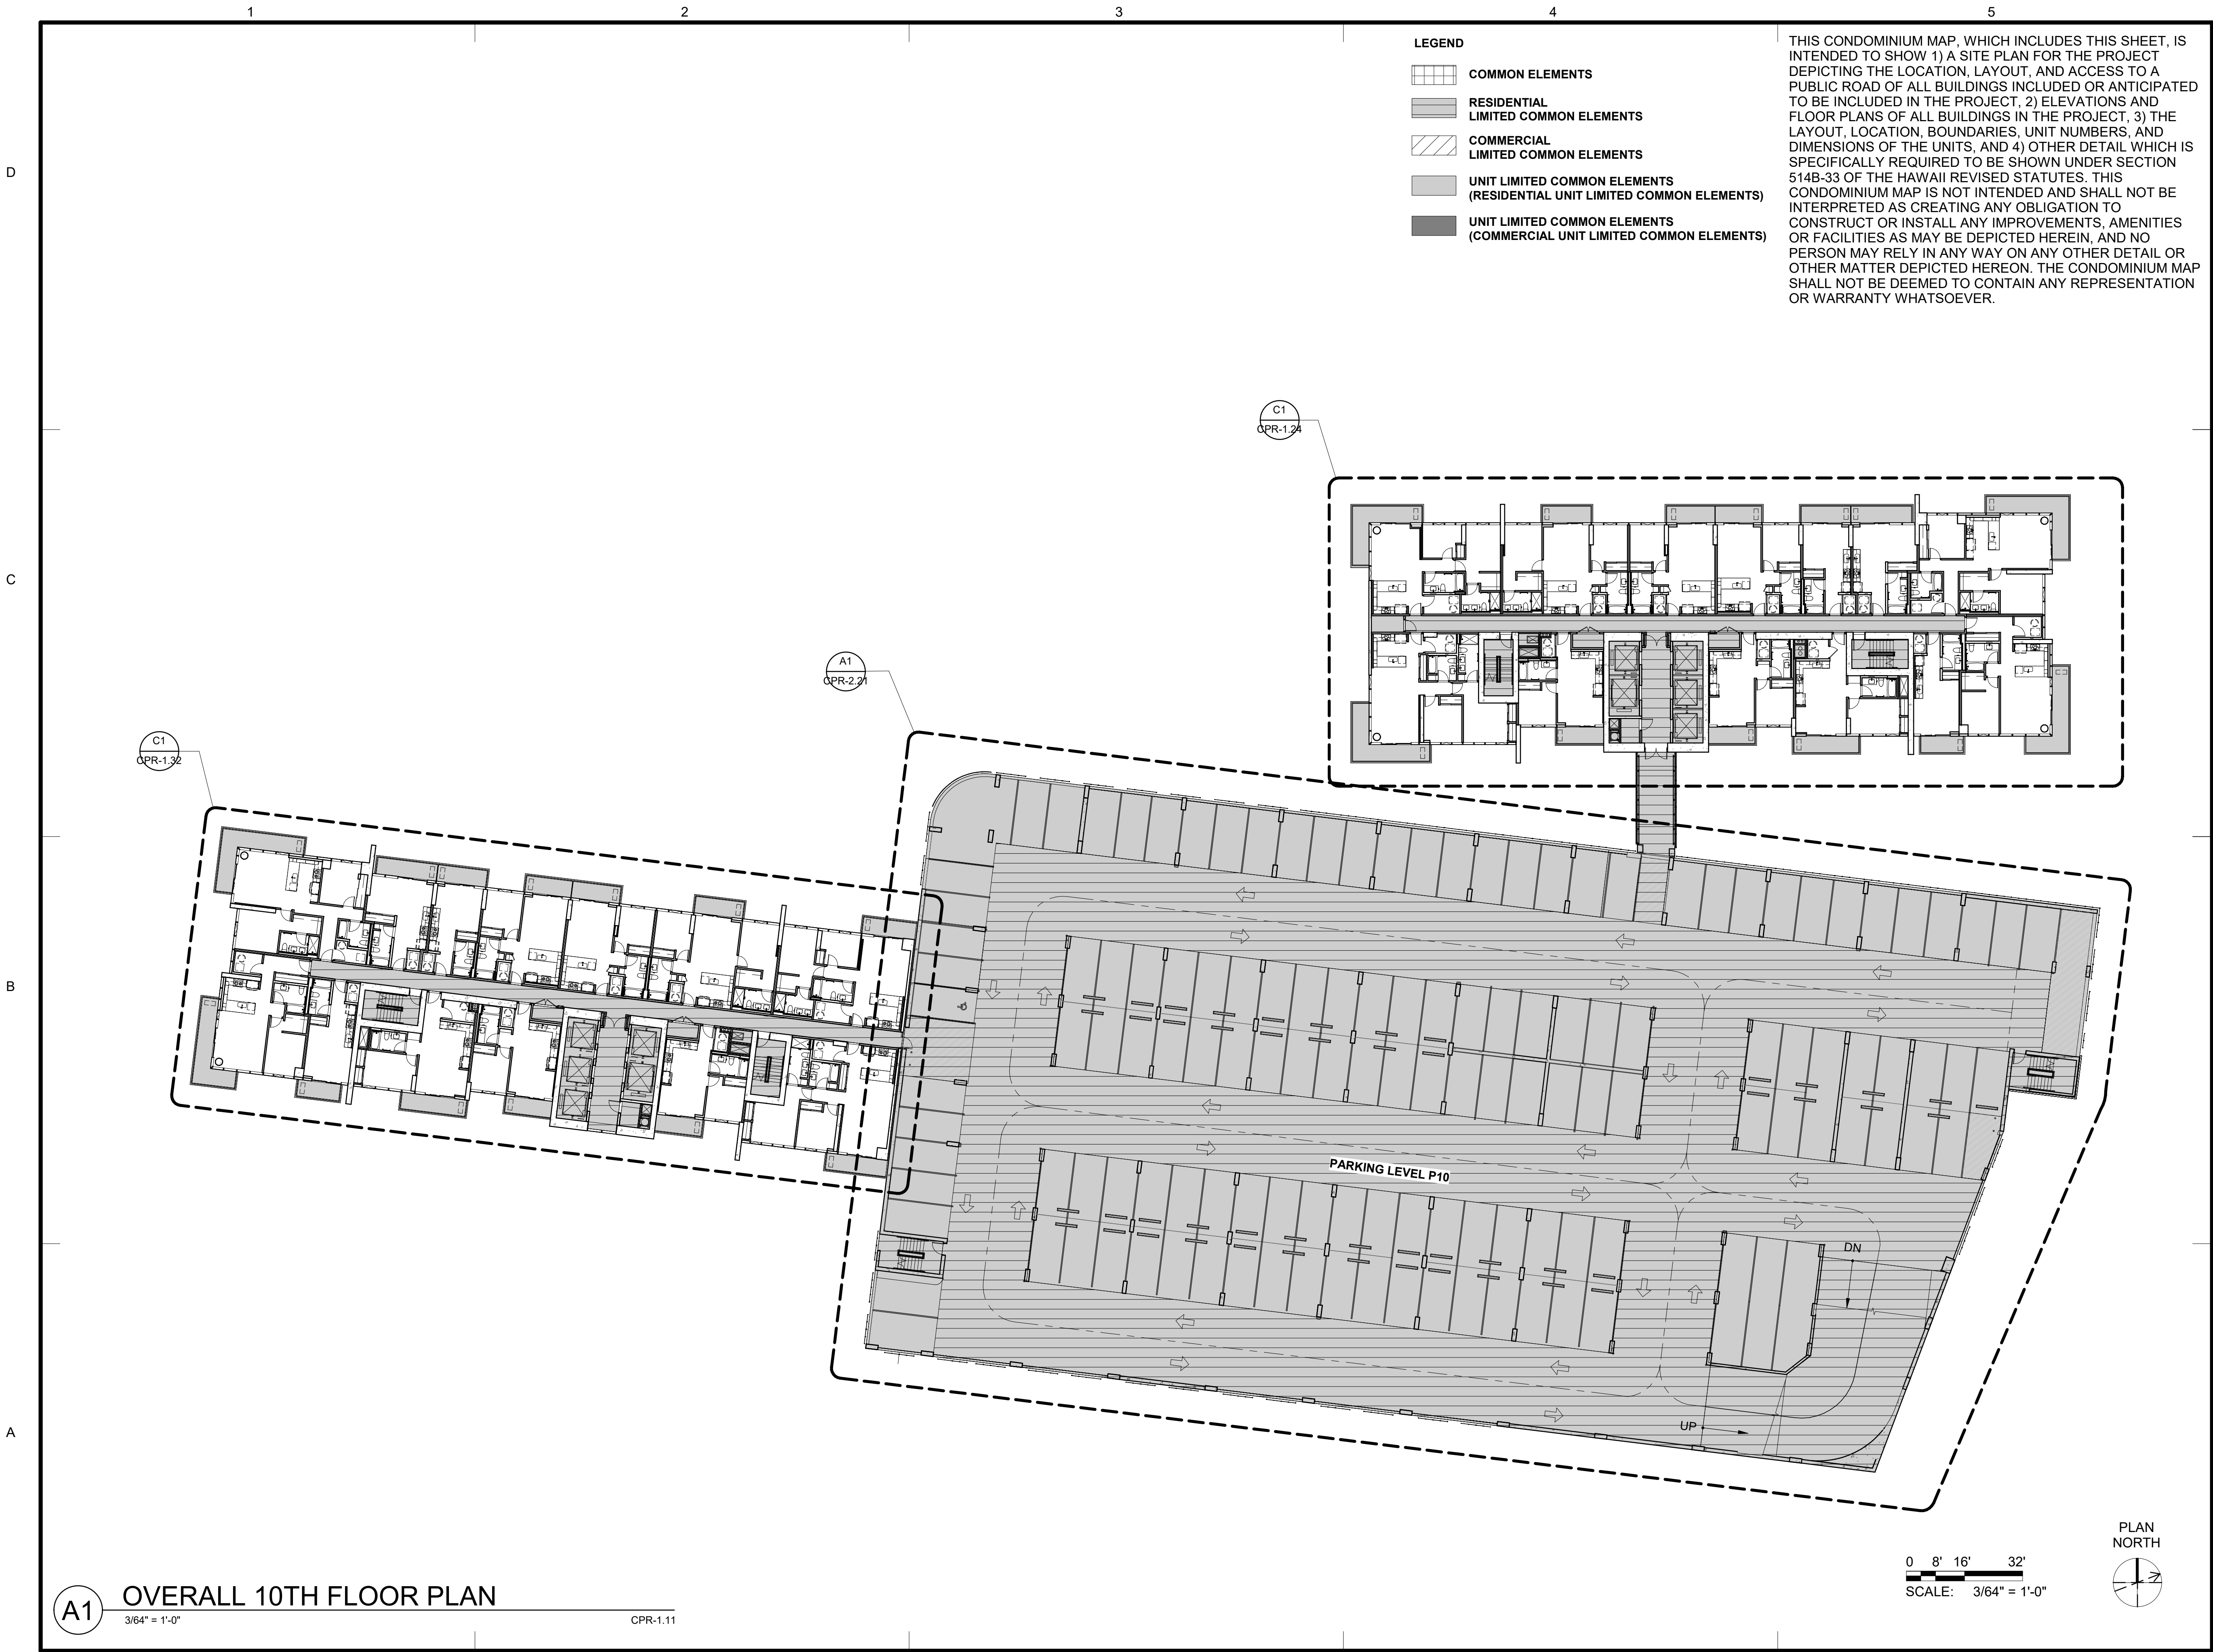 1 2 3 4 5
LEGEND
COMMON ELEMENTS
RESIDENTIAL
LIMITED COMMON ELEMENTS
COMMERCIAL
LIMITED COMMON ELEMENTS
UNIT LIMITED COMMON ELEMENTS
(RESIDENTIAL UNIT LIMITED COMMON ELEMENTS)
UNIT LIMITED COMMON ELEMENTS
(COMMERCIAL UNIT LIMITED COMMON ELEMENTS)
THIS CONDOMINIUM MAP, WHICH INCLUDES THIS SHEET, IS
INTENDED TO SHOW 1) A SITE PLAN FOR THE PROJECT
DEPICTING THE LOCATION, LAYOUT, AND ACCESS TO A
PUBLIC ROAD OF ALL BUILDINGS INCLUDED OR ANTICIPATED
TO BE INCLUDED IN THE PROJECT, 2) ELEVATIONS AND
FLOOR PLANS OF ALL BUILDINGS IN THE PROJECT, 3) THE
LAYOUT, LOCATION, BOUNDARIES, UNIT NUMBERS, AND
DIMENSIONS OF THE UNITS, AND 4) OTHER DETAIL WHICH IS
SPECIFICALLY REQUIRED TO BE SHOWN UNDER SECTION
514B-33 OF THE HAWAII REVISED STATUTES. THIS
CONDOMINIUM MAP IS NOT INTENDED AND SHALL NOT BE
INTERPRETED AS CREATING ANY OBLIGATION TO
CONSTRUCT OR INSTALL ANY IMPROVEMENTS, AMENITIES
OR FACILITIES AS MAY BE DEPICTED HEREIN, AND NO
PERSON MAY RELY IN ANY WAY ON ANY OTHER DETAIL OR
OTHER MATTER DEPICTED HEREON. THE CONDOMINIUM MAP
SHALL NOT BE DEEMED TO CONTAIN ANY REPRESENTATION
OR WARRANTY WHATSOEVER.
D
C1
CPR-1.24
C
A1
CPR-2.21
C1
CPR-1.32
B
PARKING LEVEL P10
DN
UP
A
PLAN
NORTH
0 8' 16' 32'
SCALE: 3/64" = 1'-0"
A1
OVERALL 10TH FLOOR PLAN
3/64" = 1'-0"
CPR-1.11